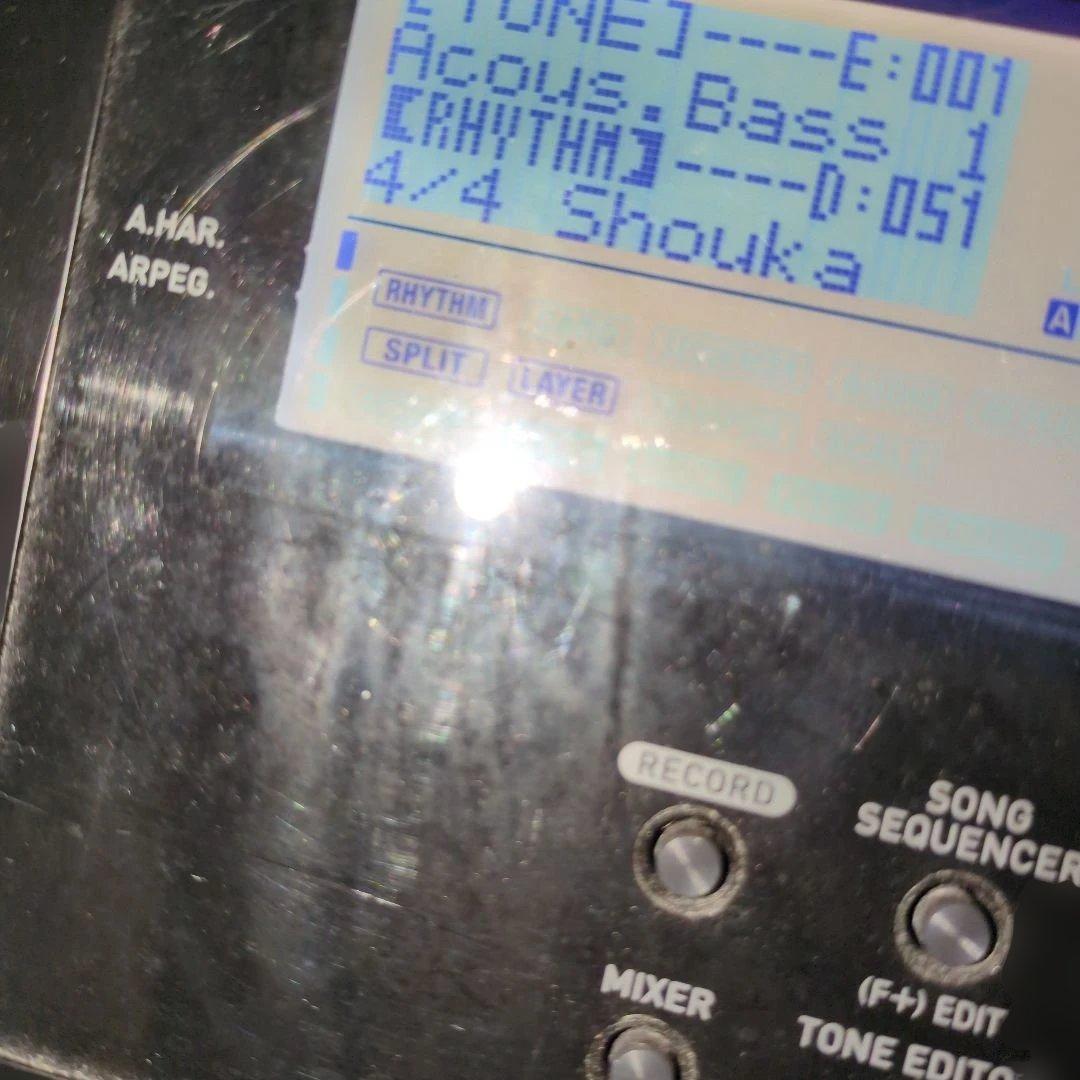 [TONE]----E:001
Acous.Bass 1
【RHYTHM】----D:051
4/4 Shouka
A.HAR.
ARPEG.
RHYTHM
A
SPLIT LAYER
RECORD
SONG
SEQUENCER
MIXER
(F+) EDIT
TONE